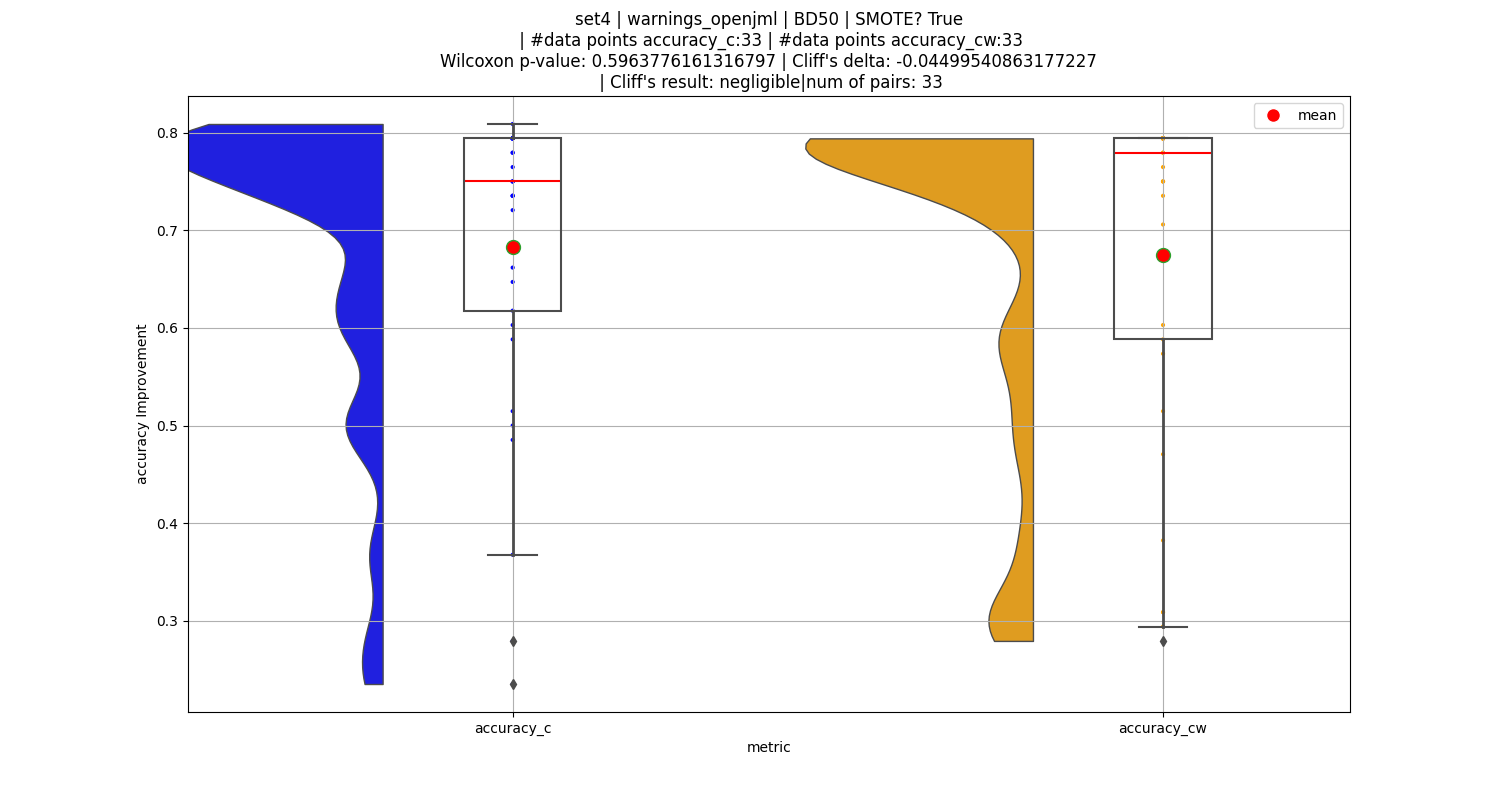 set4 | warnings_openjml | BD50 | SMOTE? True
| #data points accuracy_c:33 | #data points accuracy_cw:33
Wilcoxon p-value: 0.5963776161316797 | Cliff's delta: -0.04499540863177227
| Cliff's result: negligible|num of pairs: 33
mean
0.8
0.7
0.6
0.5
0.4
0.3
accuracy Improvement
accuracy_c
accuracy_cw
metric